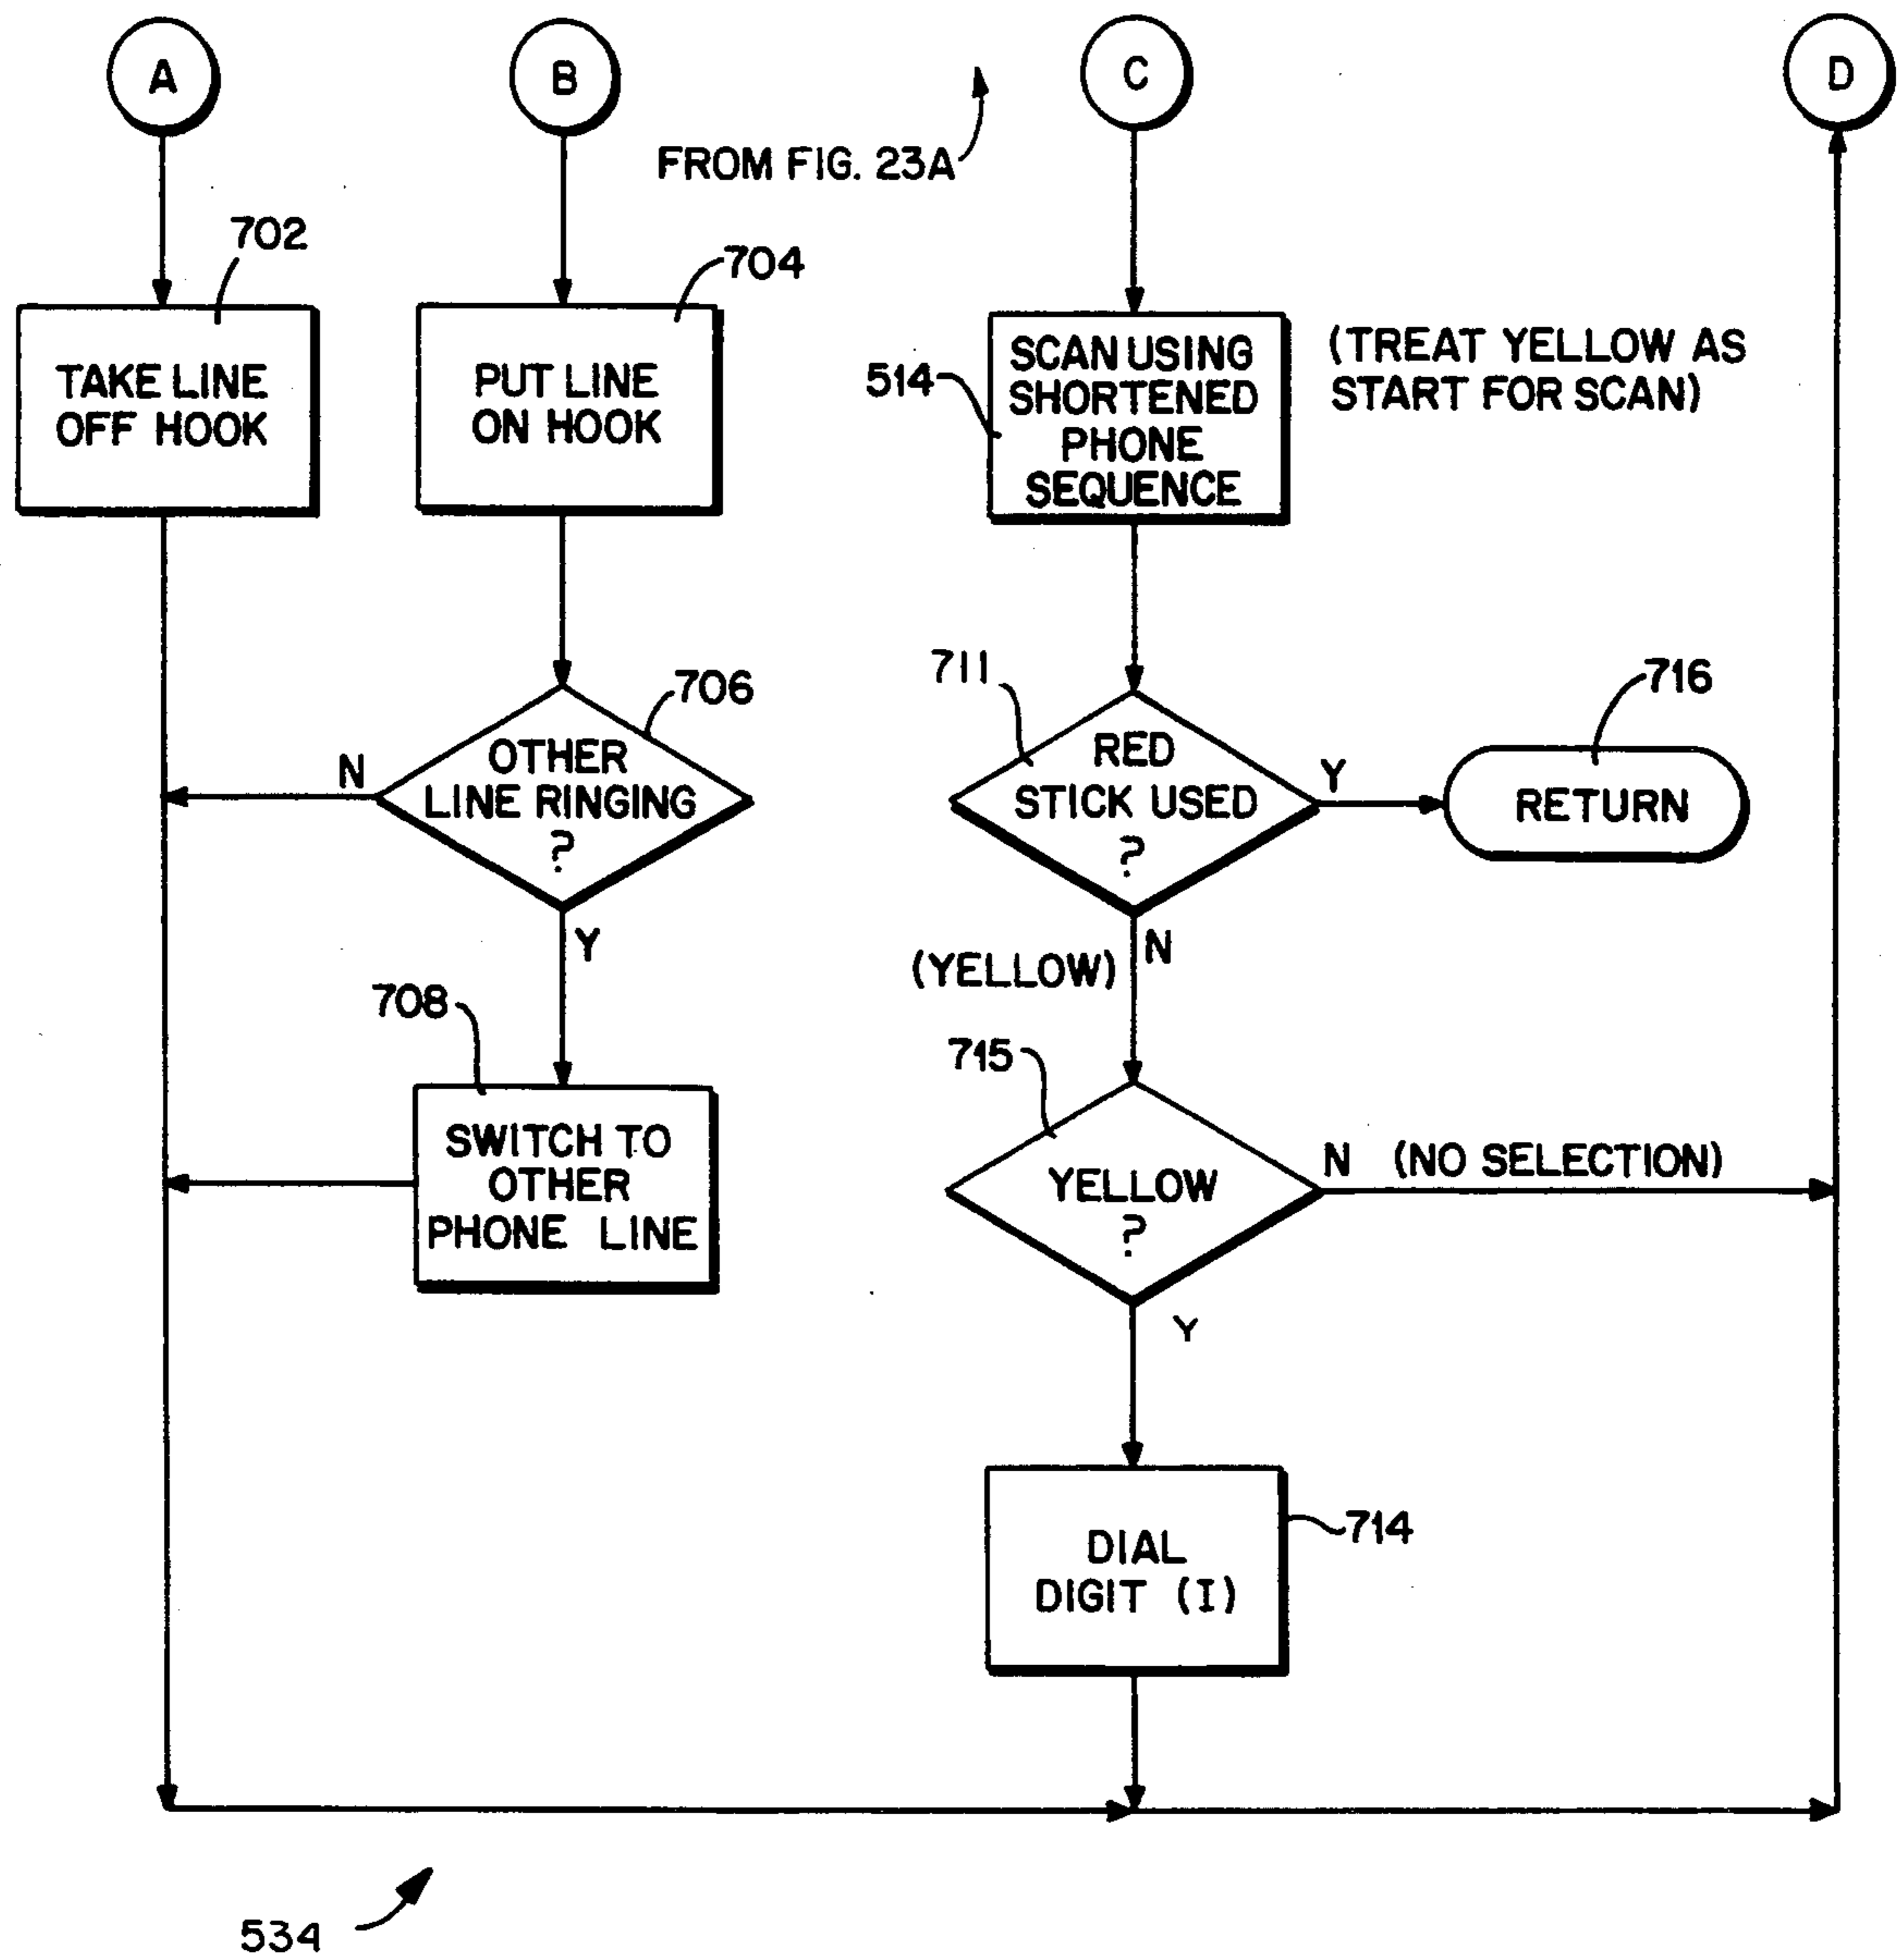 A
B
C
D
FROM FIG. 23A
702
704
TAKE LINE
OFF HOOK
PUT LINE
ON HOOK
514
SCAN USING
SHORTENED
PHONE
SEQUENCE
(TREAT YELLOW AS
START FOR SCAN)
706
N
OTHER
LINE RINGING
?
Y
711
RED
STICK USED
?
Y
716
RETURN
(YELLOW)
N
708
SWITCH TO
OTHER
PHONE LINE
715
YELLOW
?
N (NO SELECTION)
Y
DIAL
DIGIT (I)
714
534